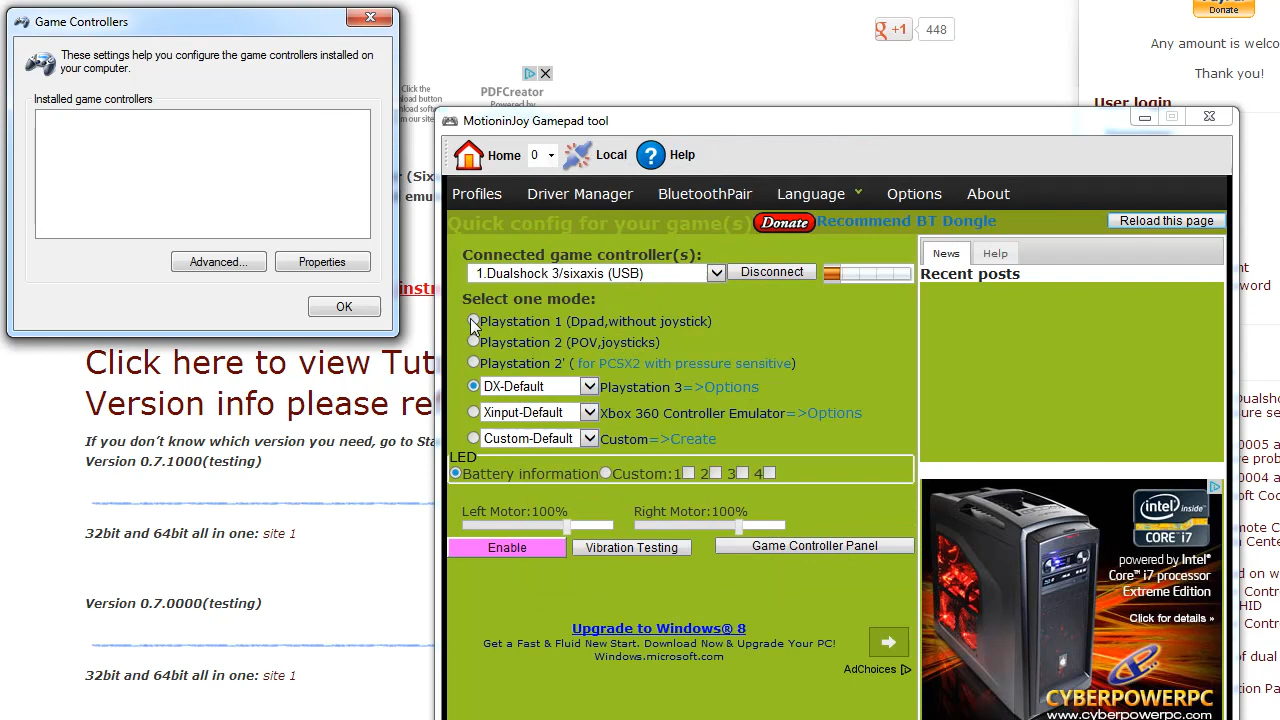 Game Controllers
These settings help you configure the game controllers installed on
your computer.
Installed game controllers
Advanced...
Properties
OK
+1
448
Donate
Any amount is welco
Thank you!
User login
PDFCreator
MotioninJoy Gamepad tool
Home
0
Local
Help
Profiles
Driver Manager
BluetoothPair
Language
Options
About
Quick config for your game(s)
Donate
Recommend BT Dongle
Reload this page
Connected game controller(s):
1.Dualshock 3/sixaxis (USB)
Disconnect
Select one mode:
Playstation 1 (Dpad,without joystick)
Playstation 2 (POV,joysticks)
Playstation 2' ( for PCSX2 with pressure sensitive)
DX-Default
Playstation 3=>Options
Xinput-Default
Xbox 360 Controller Emulator=>Options
Custom-Default
Custom=>Create
LED
Battery information
Custom:1
2
3
4
Left Motor:100%
Right Motor:100%
Enable
Vibration Testing
Game Controller Panel
Upgrade to Windows® 8
Get a Fast & Fluid New Start. Download Now & Upgrade Your PC!
Windows.microsoft.com
AdChoices
News
Help
Recent posts
intel
inside™
CORE™ i7
powered by Intel®
Core™ i7 processor
Extreme Edition
Click for details »
CYBERPOWERPC
www.cyberpowerpc.com
(Six
emu
instr
Click here to view Tut
Version info please re
If you don't know which version you need, go to Sta
Version 0.7.1000(testing)
32bit and 64bit all in one: site 1
Version 0.7.0000(testing)
32bit and 64bit all in one: site 1